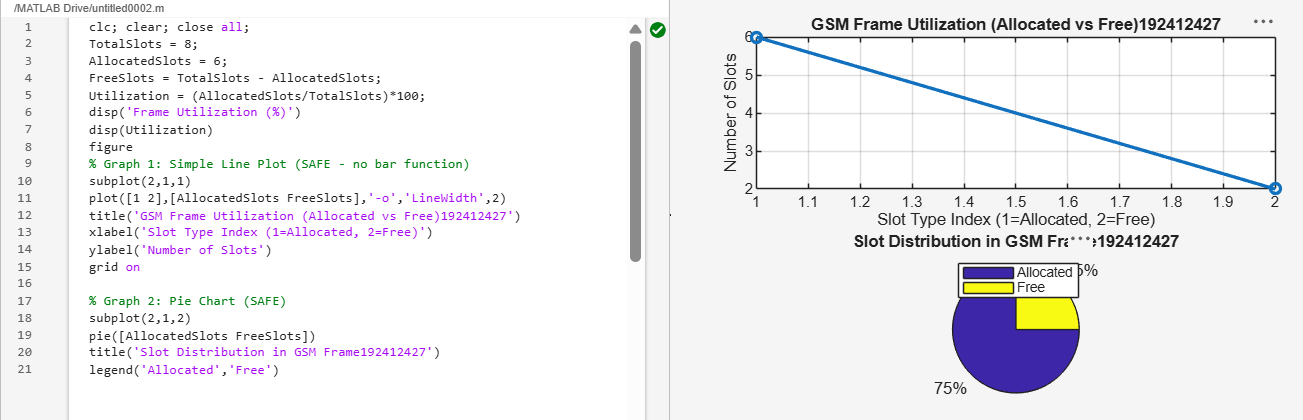 /MATLAB Drive/untitled0002.m
1 clc; clear; close all;
2 TotalSlots = 8;
3 AllocatedSlots = 6;
4 FreeSlots = TotalSlots - AllocatedSlots;
5 Utilization = (AllocatedSlots/TotalSlots)*100;
6 disp('Frame Utilization (%)')
7 disp(Utilization)
8 figure
9 % Graph 1: Simple Line Plot (SAFE - no bar function)
10 subplot(2,1,1)
11 plot([1 2],[AllocatedSlots FreeSlots],'-o','LineWidth',2)
12 title('GSM Frame Utilization (Allocated vs Free)192412427')
13 xlabel('Slot Type Index (1=Allocated, 2=Free)')
14 ylabel('Number of Slots')
15 grid on
16
17 % Graph 2: Pie Chart (SAFE)
18 subplot(2,1,2)
19 pie([AllocatedSlots FreeSlots])
20 title('Slot Distribution in GSM Frame192412427')
21 legend('Allocated','Free')
GSM Frame Utilization (Allocated vs Free)192412427
Number of Slots
6
5
4
3
2
1 1.1 1.2 1.3 1.4 1.5 1.6 1.7 1.8 1.9 2
Slot Type Index (1=Allocated, 2=Free)
Slot Distribution in GSM 192412427
Allocated
Free
5%
75%